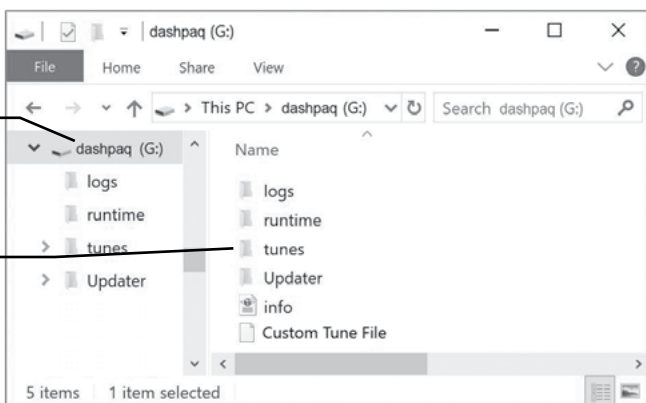 dashpaq (G:)
File Home Share View
This PC > dashpaq (G:) Search dashpaq (G:)
dashpaq (G:)
logs
runtime
tunes
Updater
Name
logs
runtime
tunes
Updater
info
Custom Tune File
5 items 1 item selected